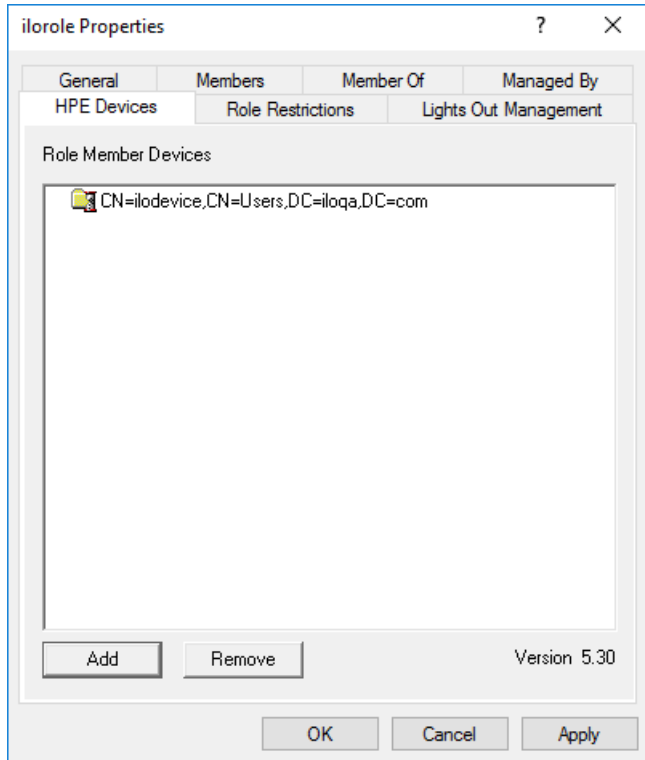 ilorole Properties ? ×
General Members Member Of Managed By
HPE Devices Role Restrictions Lights Out Management
Role Member Devices
CN=ilodevice,CN=Users,DC=iloqa,DC=com
Add Remove Version 5.30
OK Cancel Apply